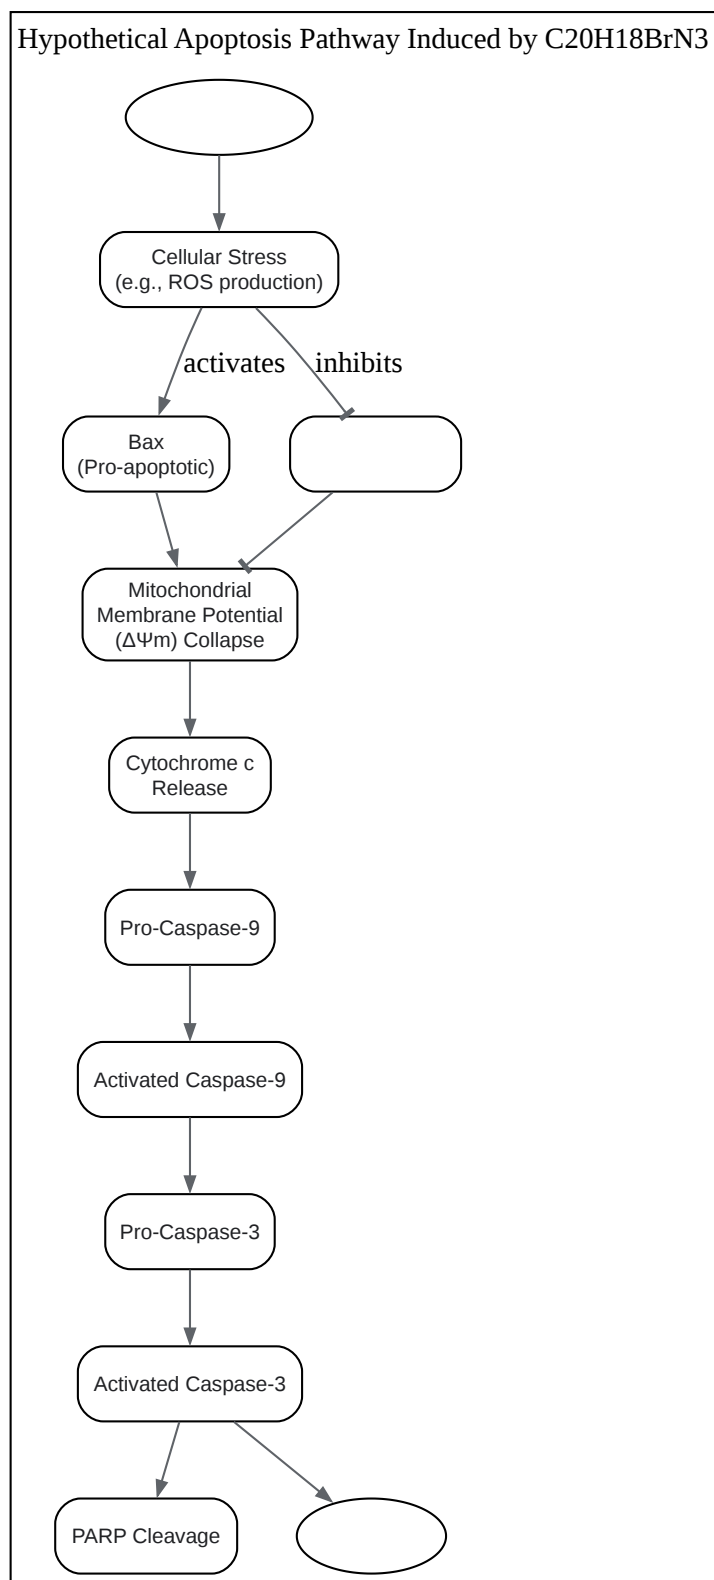 Hypothetical Apoptosis Pathway Induced by C20H18BrN3
Cellular Stress
(e.g., ROS production)
activates
inhibits
Bax
(Pro-apoptotic)
Mitochondrial
Membrane Potential
(ΔΨm) Collapse
Cytochrome c
Release
Pro-Caspase-9
Activated Caspase-9
Pro-Caspase-3
Activated Caspase-3
PARP Cleavage